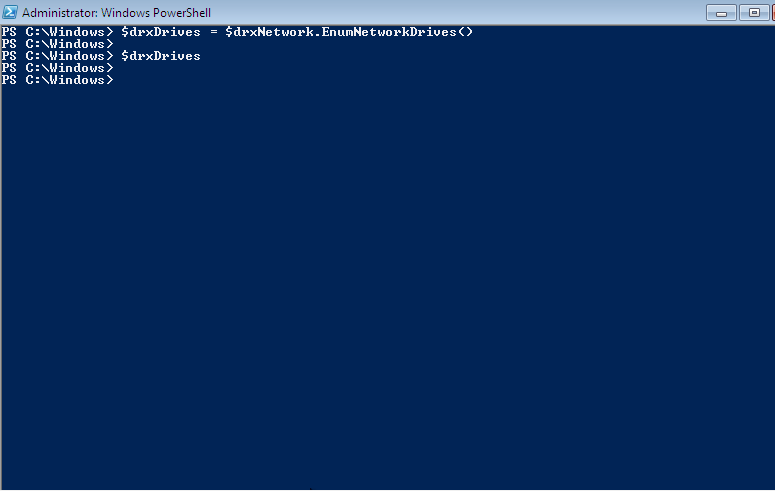 Administrator: Windows PowerShell
PS C:\Windows> $drxDrives = $drxNetwork.EnumNetworkDrives()
PS C:\Windows>
PS C:\Windows> $drxDrives
PS C:\Windows>
PS C:\Windows>